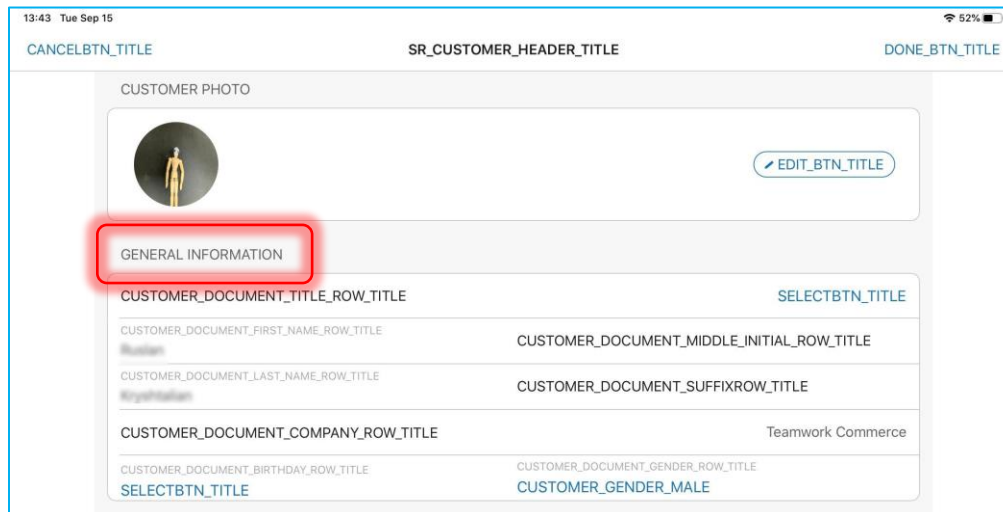 13:43 Tue Sep 15 52%
CANCELBTN_TITLE SR_CUSTOMER_HEADER_TITLE DONE_BTN_TITLE
CUSTOMER PHOTO
EDIT_BTN_TITLE
GENERAL INFORMATION
CUSTOMER_DOCUMENT_TITLE_ROW_TITLE SELECTBTN_TITLE
CUSTOMER_DOCUMENT_FIRST_NAME_ROW_TITLE
CUSTOMER_DOCUMENT_MIDDLE_INITIAL_ROW_TITLE
CUSTOMER_DOCUMENT_LAST_NAME_ROW_TITLE
CUSTOMER_DOCUMENT_SUFFIXROW_TITLE
CUSTOMER_DOCUMENT_COMPANY_ROW_TITLE Teamwork Commerce
CUSTOMER_DOCUMENT_BIRTHDAY_ROW_TITLE CUSTOMER_DOCUMENT_GENDER_ROW_TITLE
SELECTBTN_TITLE CUSTOMER_GENDER_MALE